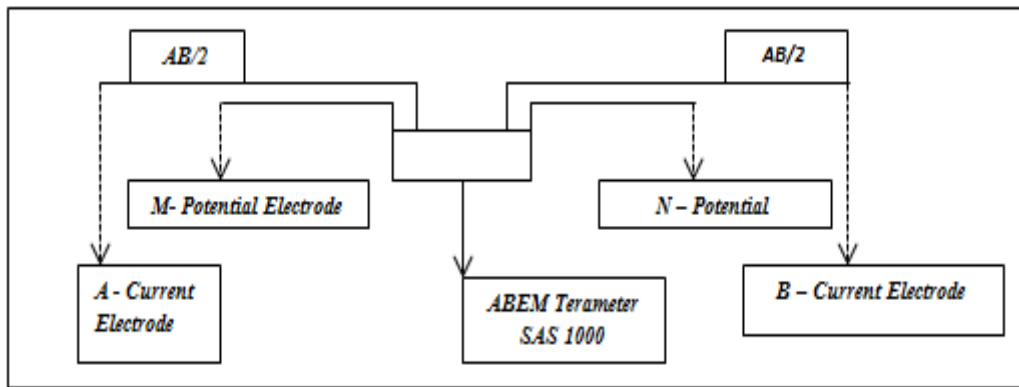 AB/2
AB/2
M- Potential Electrode
N – Potential
A - Current
Electrode
ABEM Terameter
SAS 1000
B – Current Electrode